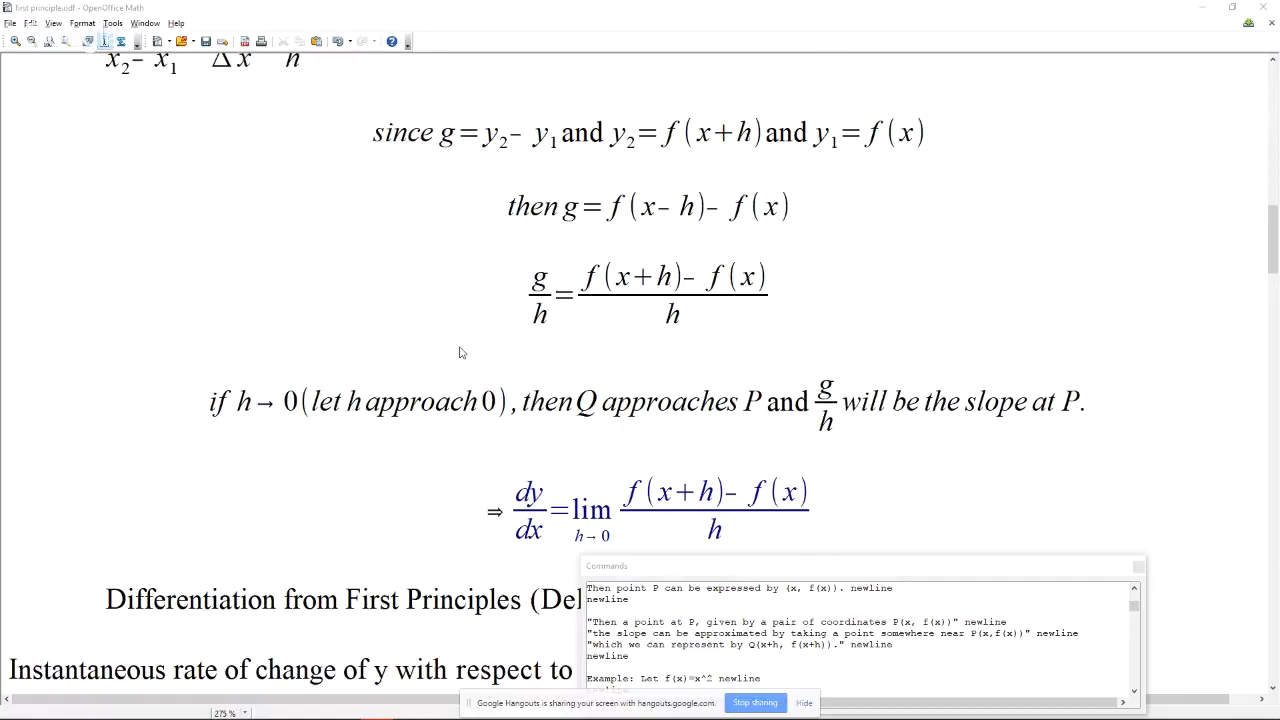 first principle.odf - OpenOffice Math
File Edit View Format Tools Window Help
x₂– x₁ Δx h
since g=y₂– y₁ and y₂=f(x+h) and y₁=f(x)
then g=f(x– h)– f(x)
g/h=(f(x+h)– f(x))/h
if h→ 0(let h approach 0), then Q approaches P and g/h will be the slope at P.
⇒ dy/dx=lim h→ 0 (f(x+h)– f(x))/h
Differentiation from First Principles
Instantaneous rate of change of y with respect to
Commands
Then point P can be expressed by (x, f(x)). newline
newline
"Then a point at P, given by a pair of coordinates P(x, f(x))" newline
"the slope can be approximated by taking a point somewhere near P(x,f(x))" newline
"which we can represent by Q(x+h, f(x+h))." newline
newline
Example: Let f(x)=x^2 newline
Google Hangouts is sharing your screen with hangouts.google.com. Stop sharing Hide
275 %